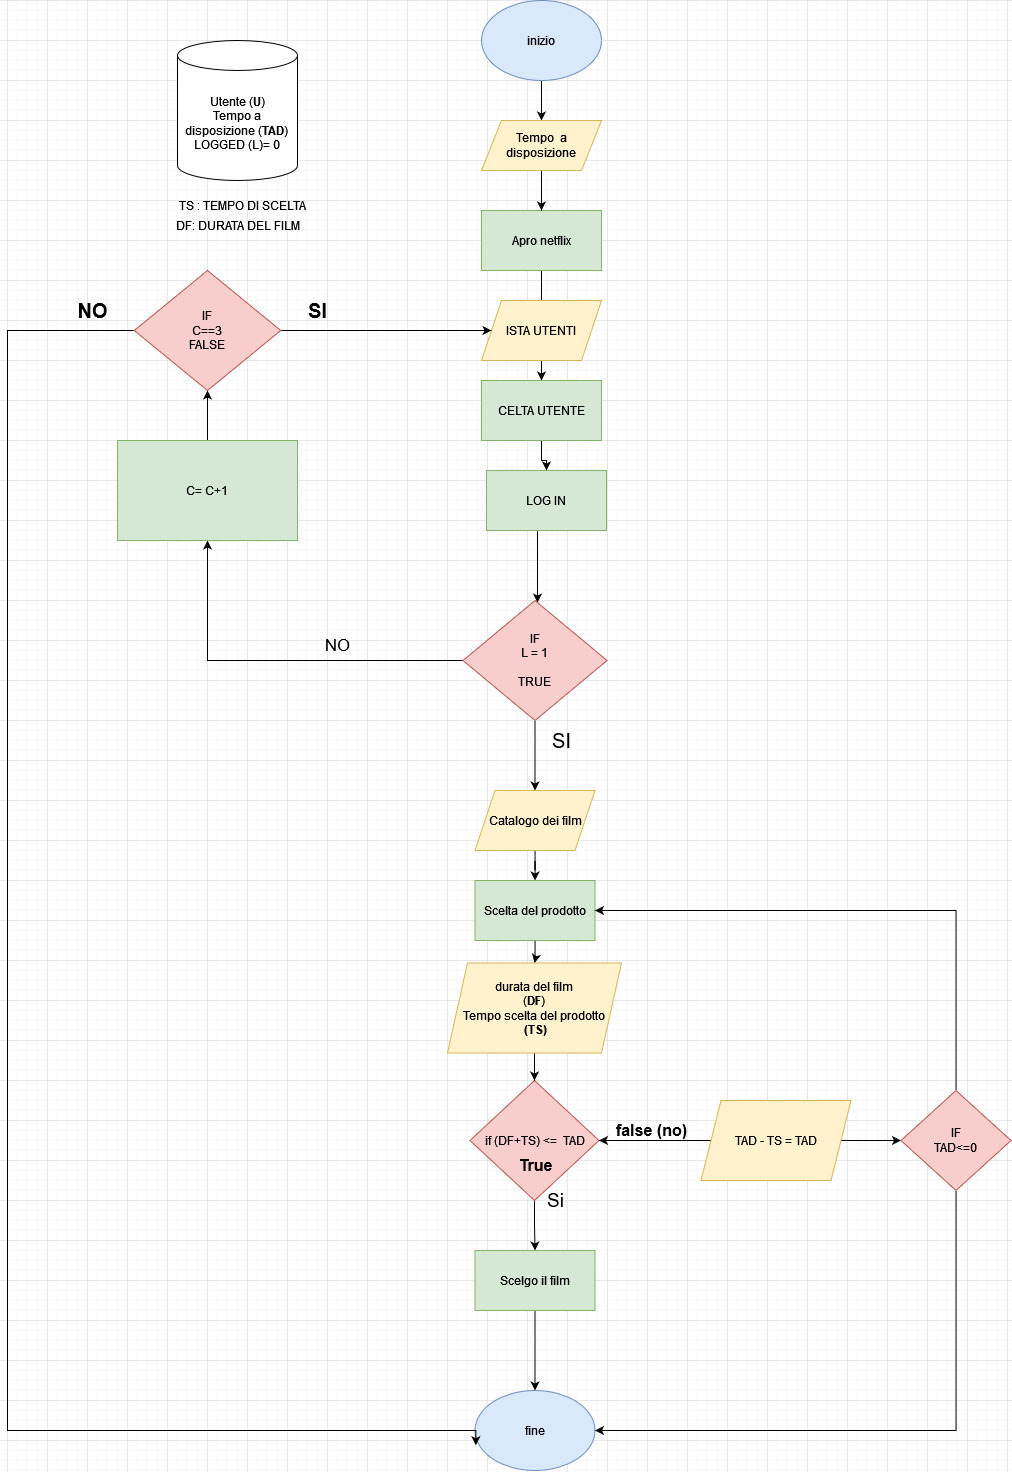 inizio
Utente (U)
Tempo a
disposizione (TAD)
LOGGED (L)= 0
Tempo a
disposizione
TS : TEMPO DI SCELTA
DF: DURATA DEL FILM
Apro netflix
NO
IF
C==3
FALSE
SI
ISTA UTENTI
CELTA UTENTE
C= C+1
LOG IN
NO
IF
L = 1
TRUE
SI
Catalogo dei film
Scelta del prodotto
durata del film
(DF)
Tempo scelta del prodotto
(TS)
if (DF+TS) <= TAD
True
false (no)
TAD - TS = TAD
IF
TAD<=0
Si
Scelgo il film
fine